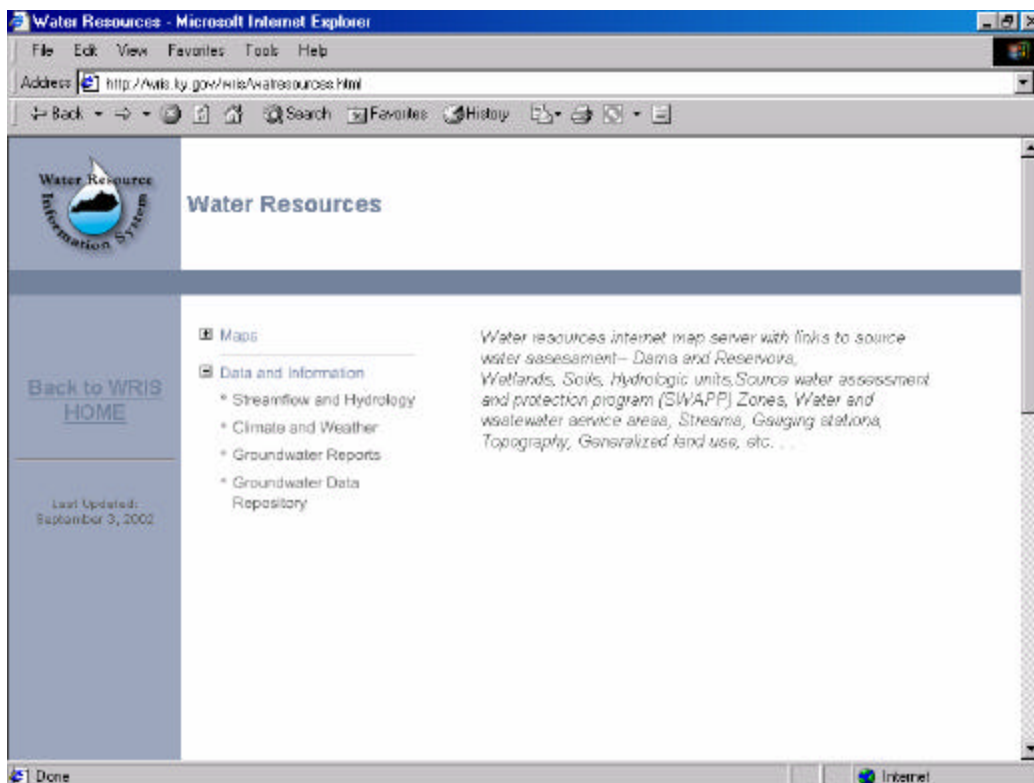 Water Resources - Microsoft Internet Explorer
File Edit View Favorites Tools Help
Address http://wris.ky.gov/wris/watresources.html
Back Search Favorites History
Water Resource
Information System
Water Resources
Maps
Data and Information
Streamflow and Hydrology
Climate and Weather
Groundwater Reports
Groundwater Data
Repository
Water resources internet map server with links to source
water assessment-- Dams and Reservoirs,
Wetlands, Soils, Hydrologic units,Source water assessment
and protection program (SWAPP) Zones, Water and
wastewater service areas, Streams, Gauging stations,
Topography, Generalized land use, etc. . .
Back to WRIS
HOME
Last Updated:
September 3, 2002
Done
Internet